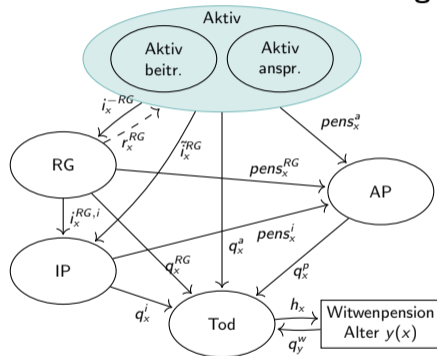 Aktiv
Aktiv
beitr.
Aktiv
anspr.
i_x^{-RG}
r_x^{RG}
ĩ_x^{RG}
pens_x^a
RG
pens_x^{RG}
AP
i_x^{RG,i}
q_x^{RG}
q_x^a
pens_x^i
q_x^p
IP
q_x^i
Tod
h_x
q_y^w
Witwenpension
Alter y(x)